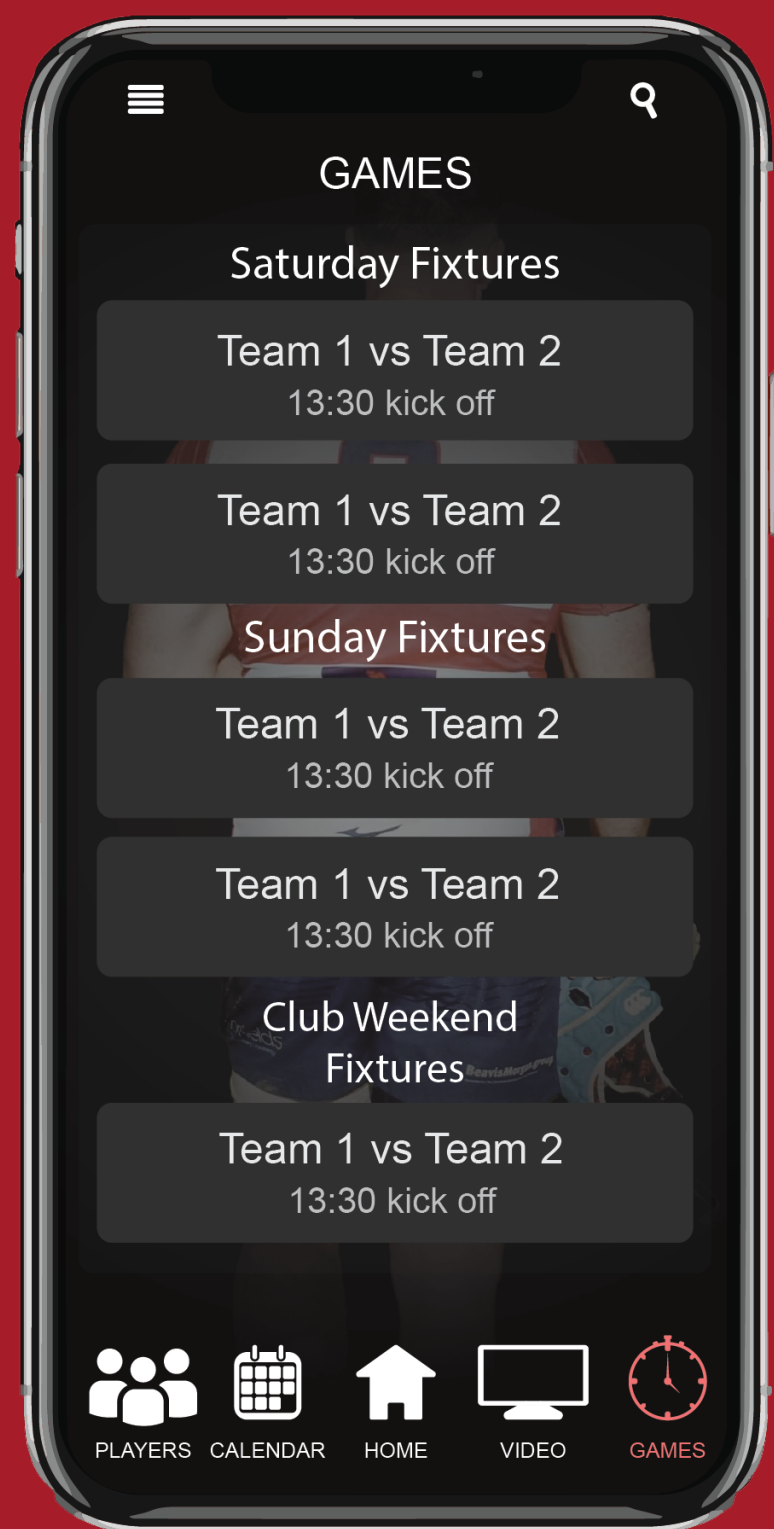 GAMES
Saturday Fixtures
Team 1 vs Team 2
13:30 kick off
Team 1 vs Team 2
13:30 kick off
Sunday Fixtures
Team 1 vs Team 2
13:30 kick off
Team 1 vs Team 2
13:30 kick off
Club Weekend
Fixtures
Team 1 vs Team 2
13:30 kick off
PLAYERS CALENDAR HOME VIDEO GAMES